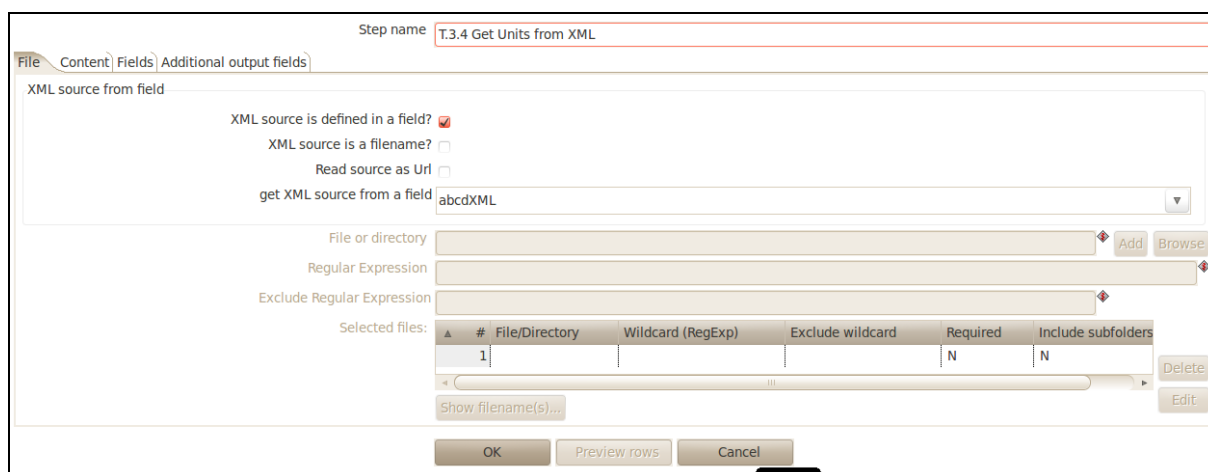 Step name T.3.4 Get Units from XML
File Content Fields Additional output fields
XML source from field
XML source is defined in a field?
XML source is a filename?
Read source as Url
get XML source from a field abcdXML
File or directory Add Browse
Regular Expression
Exclude Regular Expression
Selected files: # File/Directory Wildcard (RegExp) Exclude wildcard Required Include subfolders
1 N N
Delete
Show filename(s)... Edit
OK Preview rows Cancel